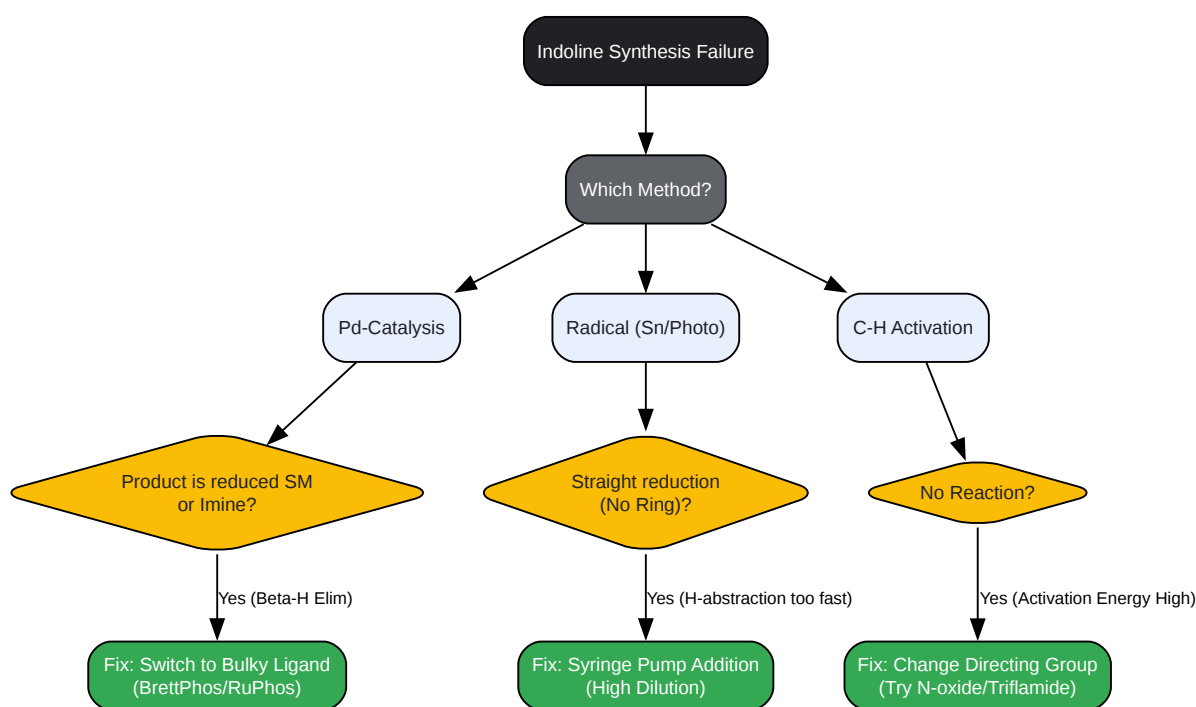 Indoline Synthesis Failure
Which Method?
Pd-Catalysis
Radical (Sn/Photo)
C-H Activation
Product is reduced SM
or Imine?
Straight reduction
(No Ring)?
No Reaction?
Yes (Beta-H Elim)
Yes (H-abstraction too fast)
Yes (Activation Energy High)
Fix: Switch to Bulky Ligand
(BrettPhos/RuPhos)
Fix: Syringe Pump Addition
(High Dilution)
Fix: Change Directing Group
(Try N-oxide/Triflamide)